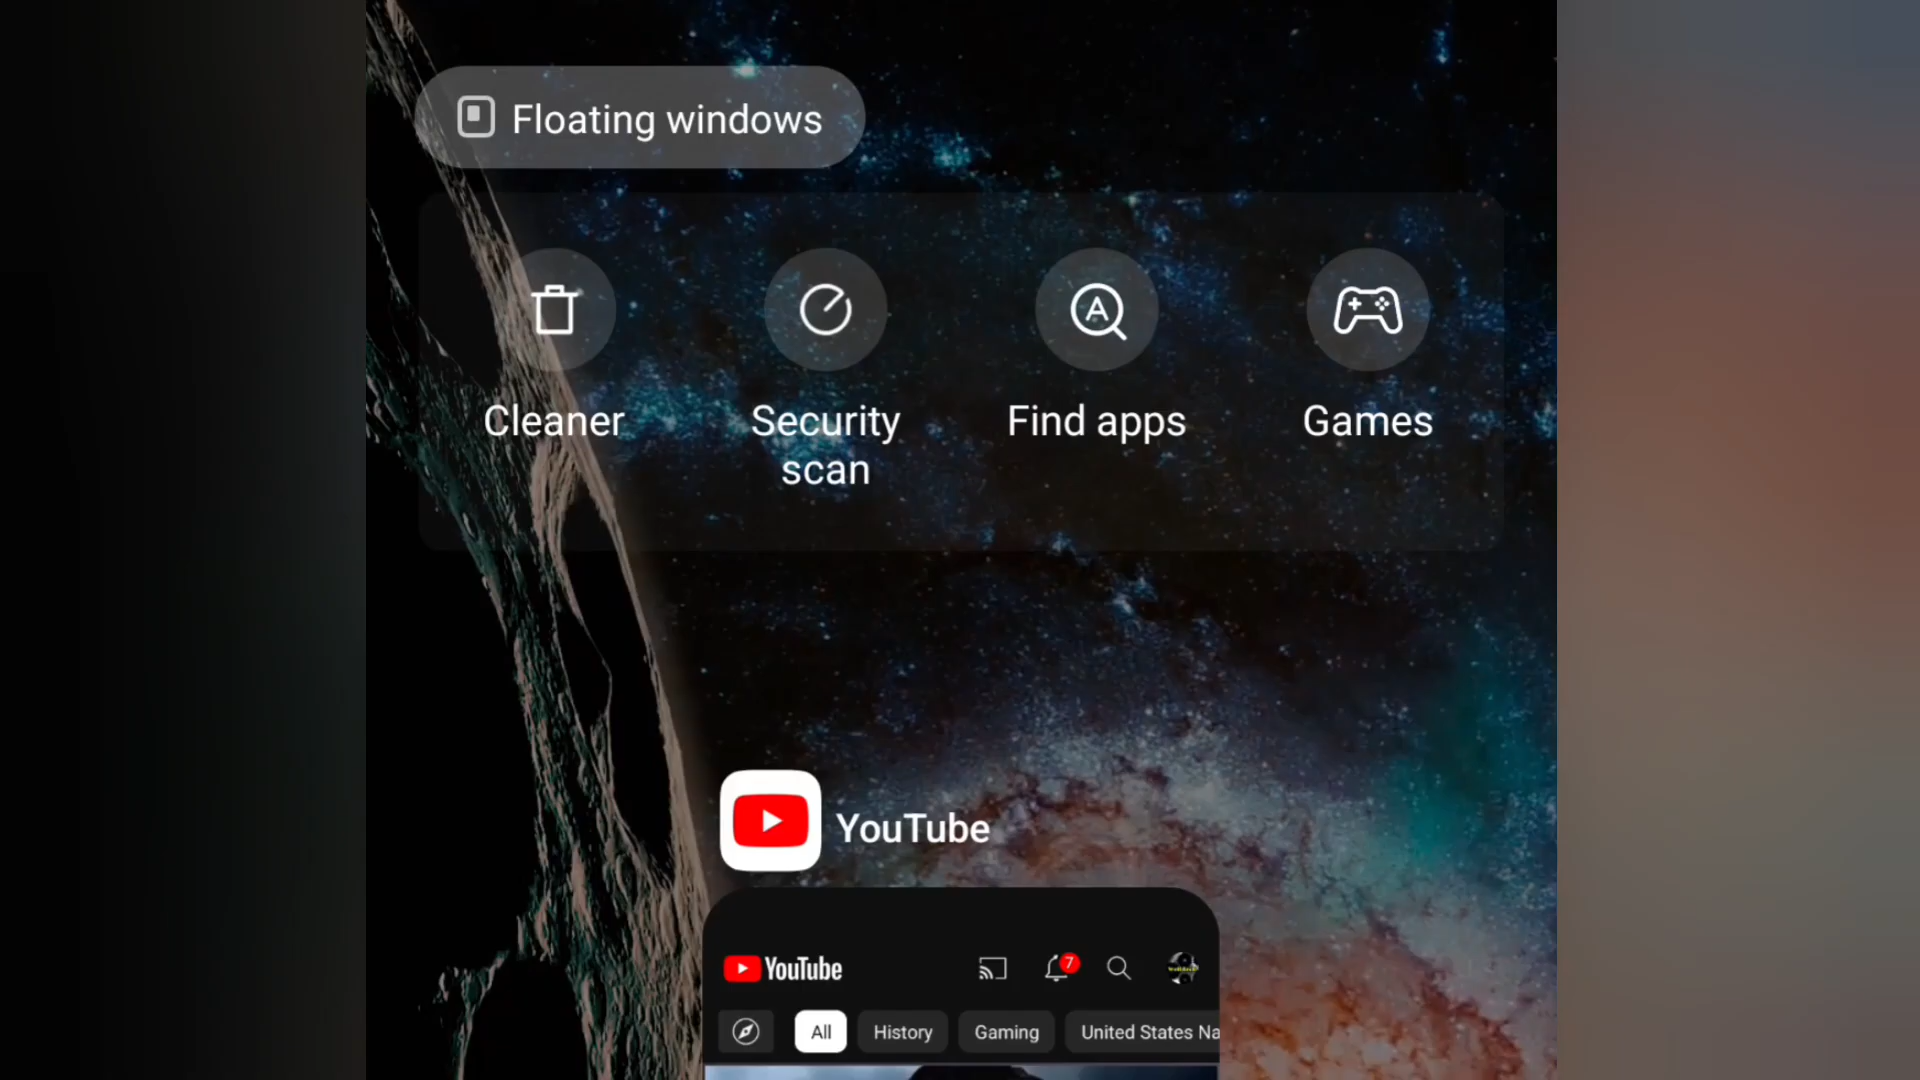 Floating windows
Cleaner
Security
scan
Find apps
Games
YouTube
YouTube
7
All
History
Gaming
United States Na